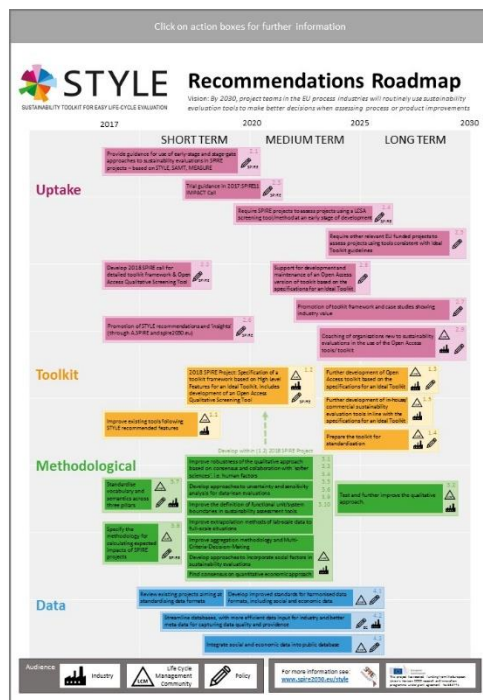 Click on action boxes for further information
STYLE
SUSTAINABILITY TOOLKIT FOR EASY LIFE-CYCLE EVALUATION
Recommendations Roadmap
Vision: By 2030, project teams in the EU process industries will routinely use sustainability
evaluation tools to make better decisions when assessing process or product improvements
2017
2020
2025
2030
SHORT TERM
MEDIUM TERM
LONG TERM
Uptake
Provide guidance for use of early stage and stage gate
approaches to sustainability evaluations in SPIRE
projects – based on STYLE, SAMT, MEASURE
Trial guidance in 2017 SPIRE11
IMPACT Call
Require SPIRE projects to assess projects using a LCSA
screening tool/method at an early stage of development
Require other relevant EU funded projects to
assess projects using tools consistent with Ideal
Toolkit guidelines
Develop 2018 SPIRE call for
detailed toolkit framework & Open
Access Qualitative Screening Tool
Support for development and
maintenance of an Open Access
version of toolkit based on the
specifications for an Ideal Toolkit
Promotion of toolkit framework and case studies showing
industry value
Promotion of STYLE recommendations and 'insights'
(through A.SPIRE and spire2030.eu)
Coaching of organisations new to sustainability
evaluations in the use of the Open Access
tools/ toolkit
Toolkit
2018 SPIRE Project: Specification of a
toolkit framework based on High Level
Features for an Ideal Toolkit. Includes
development of an Open Access
Qualitative Screening Tool
1.2
Further development of Open
Access toolkit based on the
specifications for an Ideal Toolkit
1.3
Further development of in-house/
commercial sustainability
evaluation tools in line with the
specifications for an Ideal Toolkit
Improve existing tools following
STYLE recommended features
1.1
Prepare the toolkit for
standardisation
1.4
Develop within (1.2) 2018 SPIRE Project
Methodological
Standardise
vocabulary and
semantics across
three pillars
Improve robustness of the qualitative approach
based on consensus and collaboration with 'softer
sciences' i.e. human factors
Develop approaches to uncertainty and sensitivity
analysis for data-lean evaluations
Improve the definition of functional unit/system
boundaries in sustainability assessment tools
3.10
Test and further improve the qualitative approach.
Specify the
methodology for
calculating expected
impacts of SPIRE
projects
Improve extrapolation methods of lab-scale data to
full-scale situations
Improve aggregation methodology and Multi-
Criteria-Decision-Making
Develop approaches to incorporate social factors in
sustainability evaluations
Find consensus on quantitative economic approach
Data
Review existing projects aiming at
standardising data formats
Develop improved standards for harmonised data
formats, including social and economic data
Streamline databases, with more efficient data input for industry and better
meta data for capturing data quality and provenance
Integrate social and economic data into public database
Audience
Industry
LCM
Life Cycle
Management
Community
Policy
For more information see:
www.spire2030.eu/style